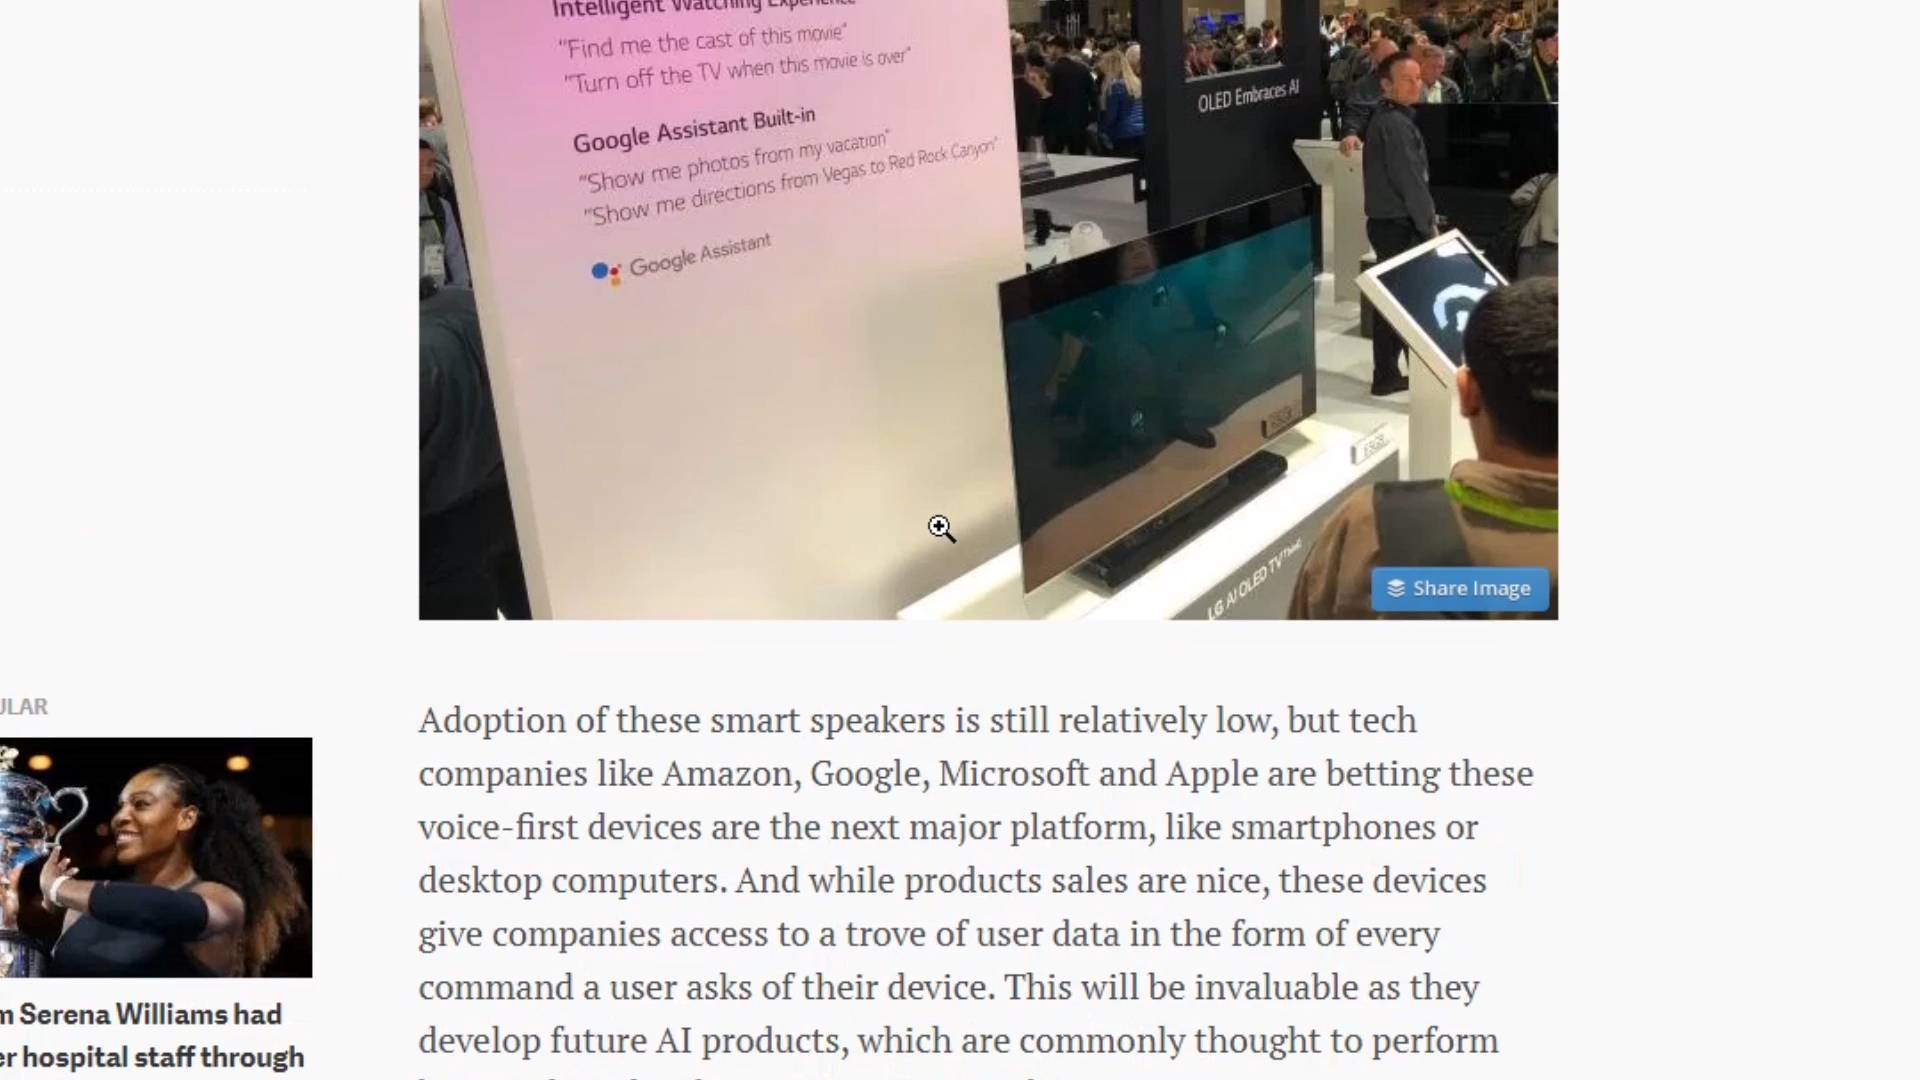 Intelligent Watching Experience
"Find me the cast of this movie"
"Turn off the TV when this movie is over"
Google Assistant Built-in
"Show me photos from my vacation"
"Show me directions from Vegas to Red Rock Canyon"
Google Assistant
OLED Embraces AI
LG AI OLED TV ThinQ
Share Image
Adoption of these smart speakers is still relatively low, but tech
companies like Amazon, Google, Microsoft and Apple are betting these
voice-first devices are the next major platform, like smartphones or
desktop computers. And while products sales are nice, these devices
give companies access to a trove of user data in the form of every
command a user asks of their device. This will be invaluable as they
develop future AI products, which are commonly thought to perform
ULAR
m Serena Williams had
er hospital staff through